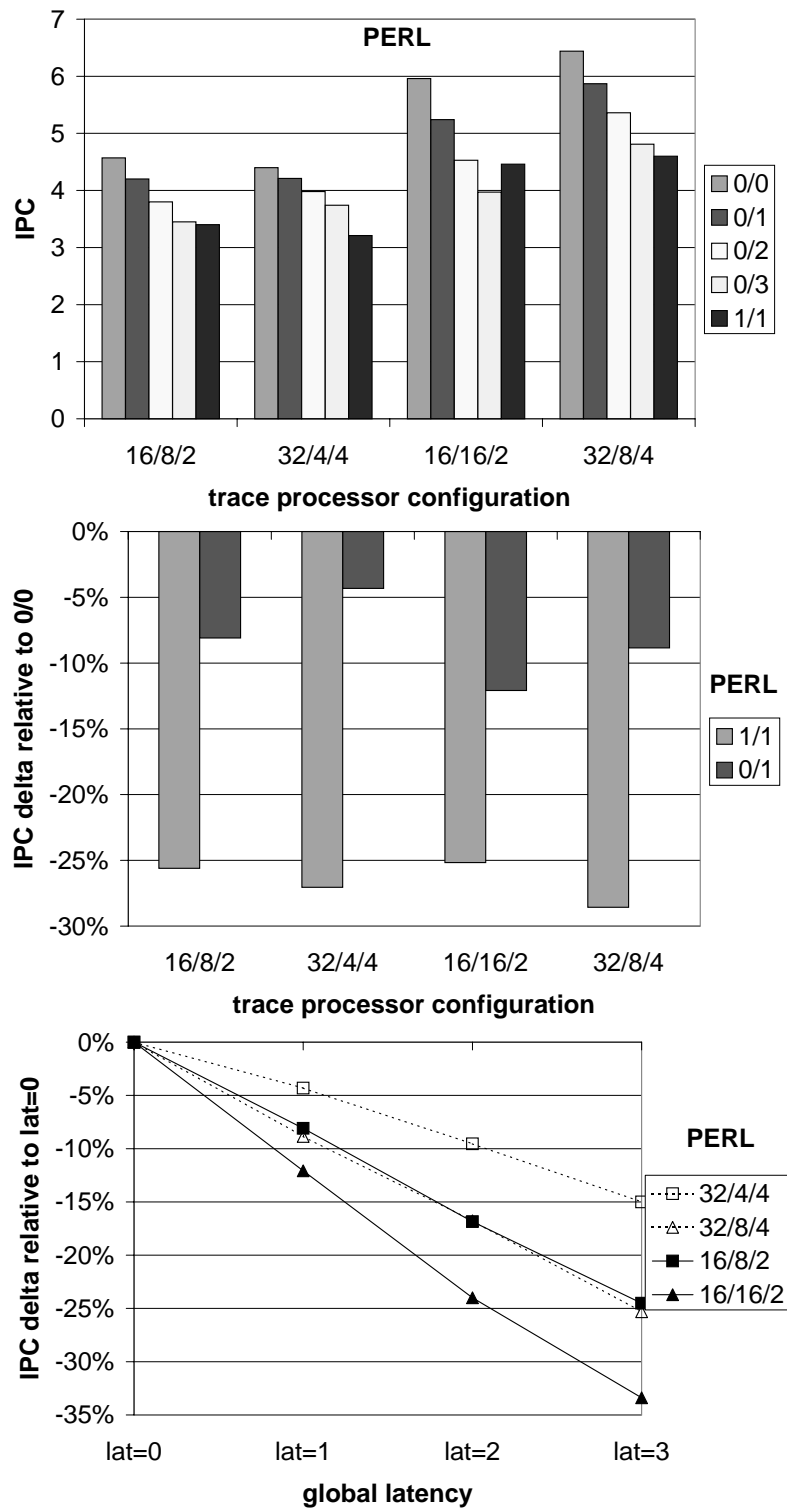 PERL
7
6
5
4
3
2
1
0
IPC
0/0
0/1
0/2
0/3
1/1
16/8/2 32/4/4 16/16/2 32/8/4
trace processor configuration
0%
-5%
-10%
-15%
-20%
-25%
-30%
IPC delta relative to 0/0
PERL
1/1
0/1
16/8/2 32/4/4 16/16/2 32/8/4
trace processor configuration
0%
-5%
-10%
-15%
-20%
-25%
-30%
-35%
IPC delta relative to lat=0
PERL
32/4/4
32/8/4
16/8/2
16/16/2
lat=0 lat=1 lat=2 lat=3
global latency